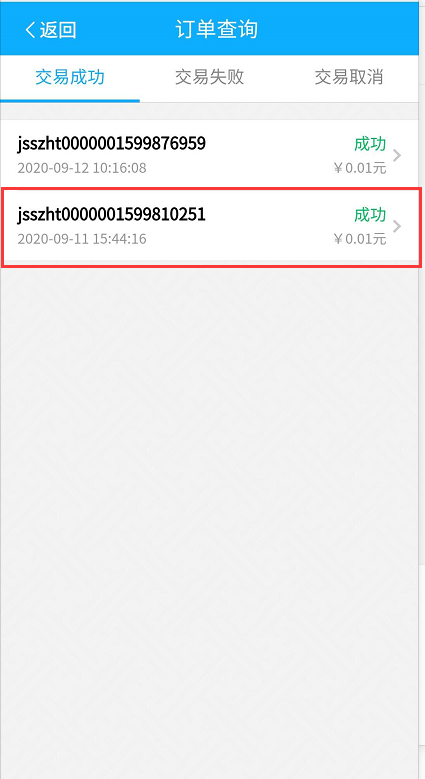 返回
订单查询
交易成功 交易失败 交易取消
jsszht0000001599876959 成功
2020-09-12 10:16:08 ￥0.01元
jsszht0000001599810251 成功
2020-09-11 15:44:16 ￥0.01元